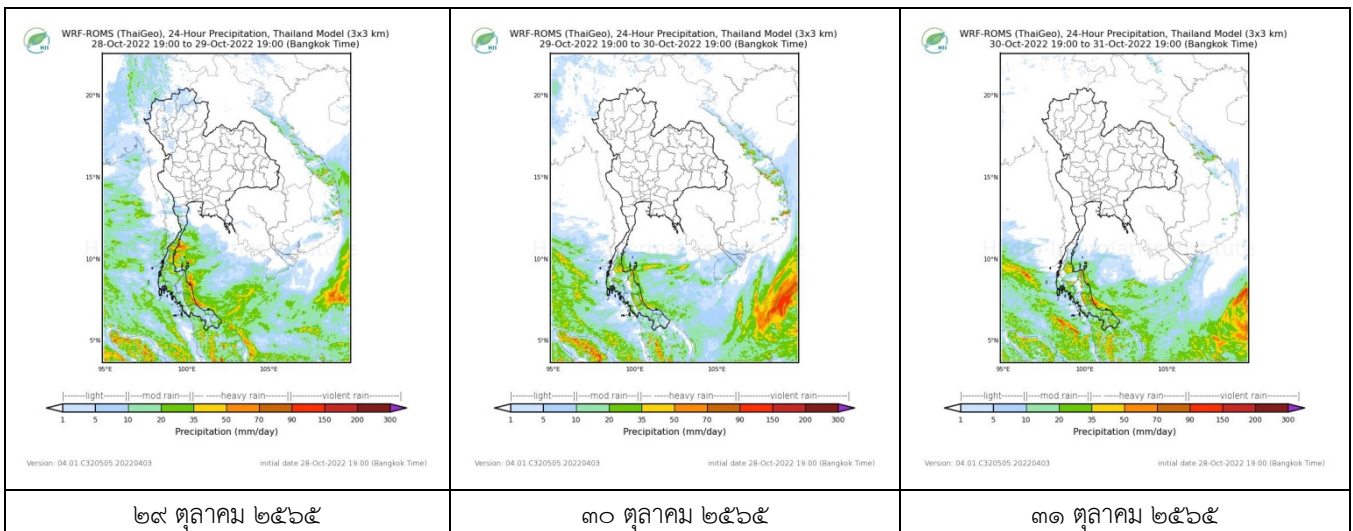 WRF-ROMS (ThaiGeo), 24-Hour Precipitation, Thailand Model (3x3 km)
28-Oct-2022 19:00 to 29-Oct-2022 19:00 (Bangkok Time)
HII
20°N
15°N
10°N
5°N
95°E 100°E 105°E
|-------light------||---mod rain---||--- heavy rain ---||--------violent rain-----|
1 5 10 20 35 50 70 90 150 200 300
Precipitation (mm/day)
Version: 04.01.C320505.20220403 initial date 28-Oct-2022 19:00 (Bangkok Time)
๒๙ ตุลาคม ๒๕๖๕
WRF-ROMS (ThaiGeo), 24-Hour Precipitation, Thailand Model (3x3 km)
29-Oct-2022 19:00 to 30-Oct-2022 19:00 (Bangkok Time)
HII
20°N
15°N
10°N
5°N
95°E 100°E 105°E
|-------light------||---mod rain---||--- heavy rain ---||--------violent rain-----|
1 5 10 20 35 50 70 90 150 200 300
Precipitation (mm/day)
Version: 04.01.C320505.20220403 initial date 28-Oct-2022 19:00 (Bangkok Time)
๓๐ ตุลาคม ๒๕๖๕
WRF-ROMS (ThaiGeo), 24-Hour Precipitation, Thailand Model (3x3 km)
30-Oct-2022 19:00 to 31-Oct-2022 19:00 (Bangkok Time)
HII
20°N
15°N
10°N
5°N
95°E 100°E 105°E
|-------light------||---mod rain---||--- heavy rain ---||--------violent rain-----|
1 5 10 20 35 50 70 90 150 200 300
Precipitation (mm/day)
Version: 04.01.C320505.20220403 initial date 28-Oct-2022 19:00 (Bangkok Time)
๓๑ ตุลาคม ๒๕๖๕